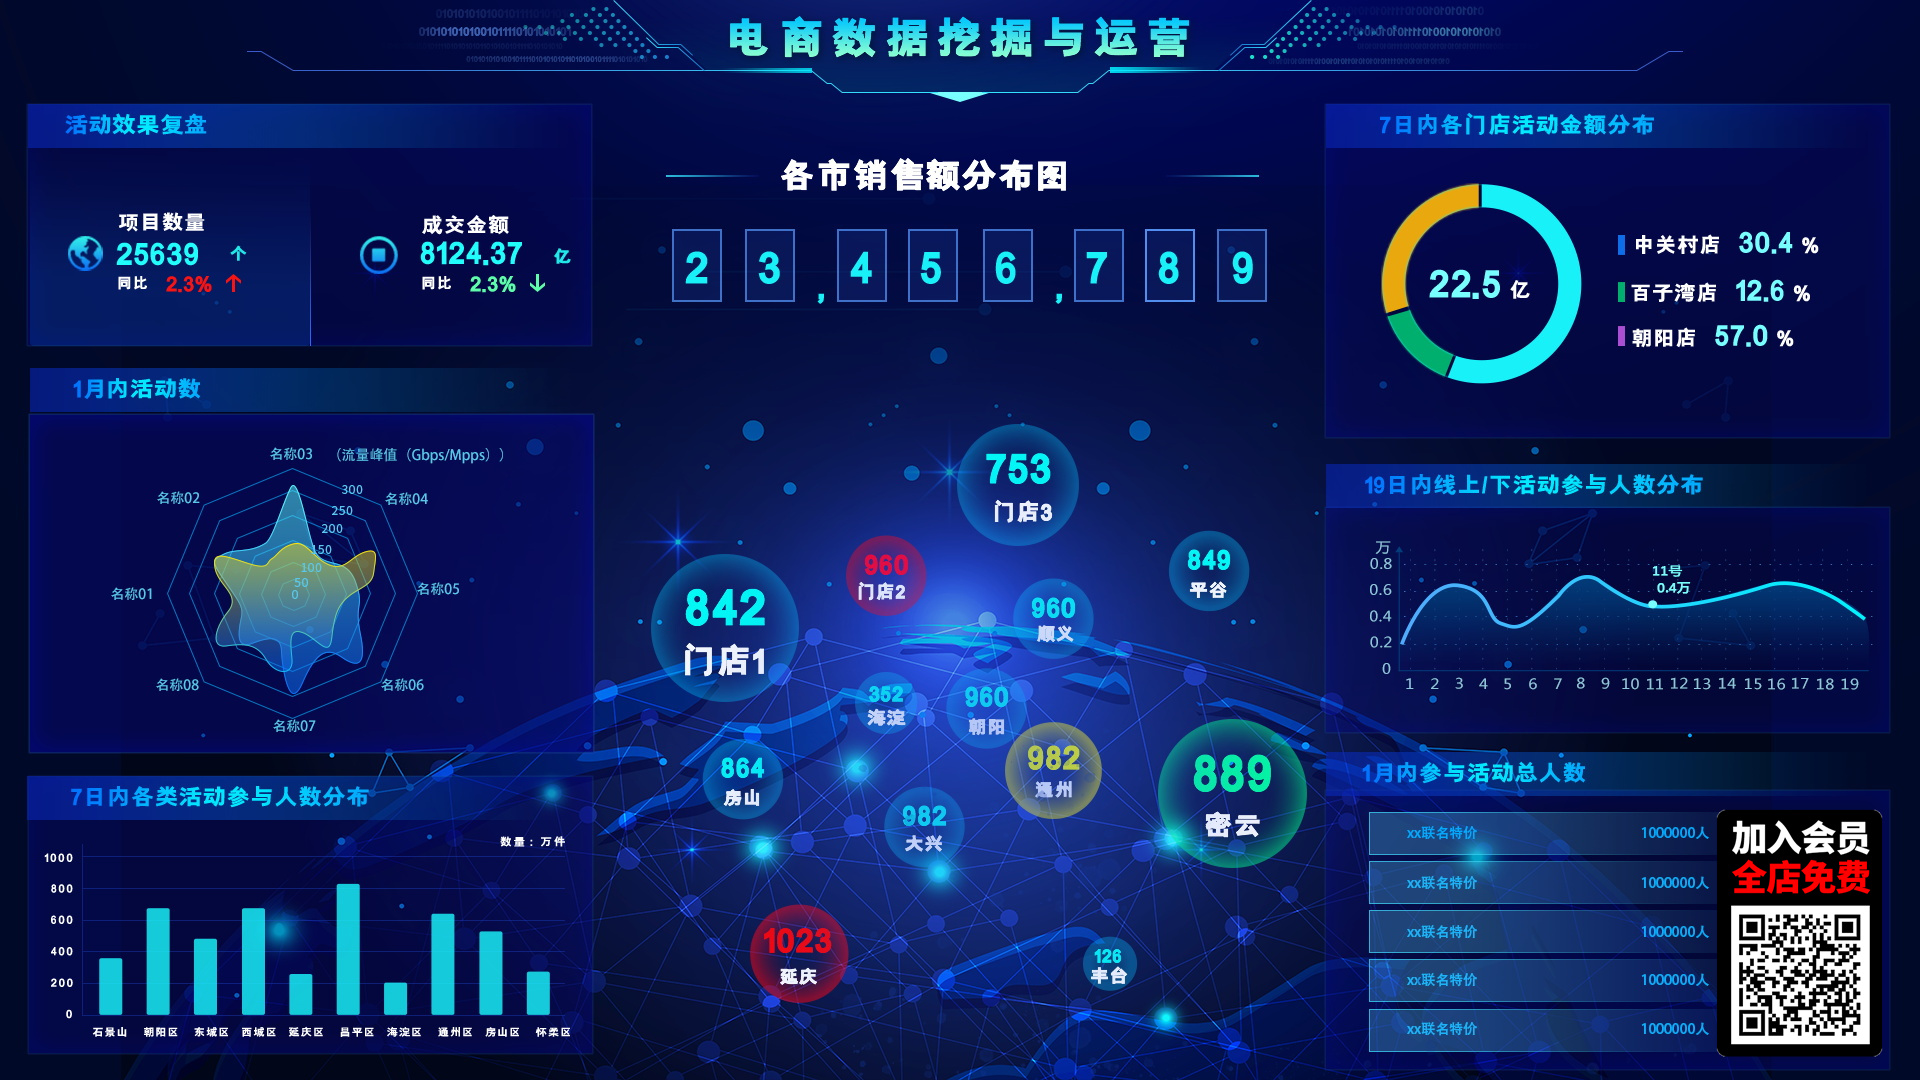 电商数据挖掘与运营
活动效果复盘
项目数量
25639
同比 2.3%
成交金额
8124.37 亿
同比 2.3%
1月内活动数
名称03 （流量峰值（Gbps/Mpps））
名称02
名称04
名称01
名称05
名称08
名称06
名称07
300
250
200
150
100
50
0
7日内各类活动参与人数分布
数量：万件
1000
800
600
400
200
0
石景山 朝阳区 东城区 西城区 延庆区 昌平区 海淀区 通州区 房山区 怀柔区
各市销售额分布图
23,456,789
753
门店3
960
门店2
849
平谷
842
门店1
960
顺义
352
海淀
960
朝阳
982
通州
864
房山
889
密云
982
大兴
1023
延庆
126
丰台
7日内各门店活动金额分布
22.5 亿
中关村店 30.4 %
百子湾店 12.6 %
朝阳店 57.0 %
19日内线上/下活动参与人数分布
万
0.8
0.6
0.4
0.2
0
11号
0.4万
1 2 3 4 5 6 7 8 9 10 11 12 13 14 15 16 17 18 19
1月内参与活动总人数
xx联名特价 1000000人
xx联名特价 1000000人
xx联名特价 1000000人
xx联名特价 1000000人
xx联名特价 1000000人
加入会员
全店免费